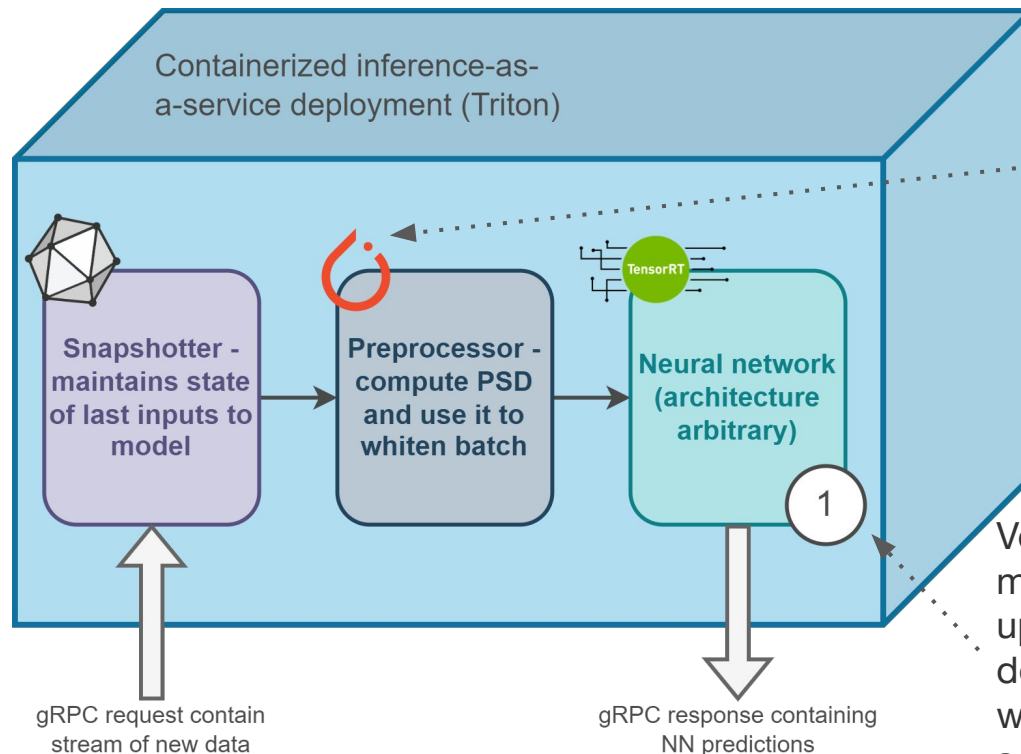 Containerized inference-as-
a-service deployment (Triton)
TensorRT
Snapshotter -
maintains state
of last inputs to
model
Preprocessor -
compute PSD
and use it to
whiten batch
Neural network
(architecture
arbitrary)
1
gRPC request contain
stream of new data
gRPC response containing
NN predictions